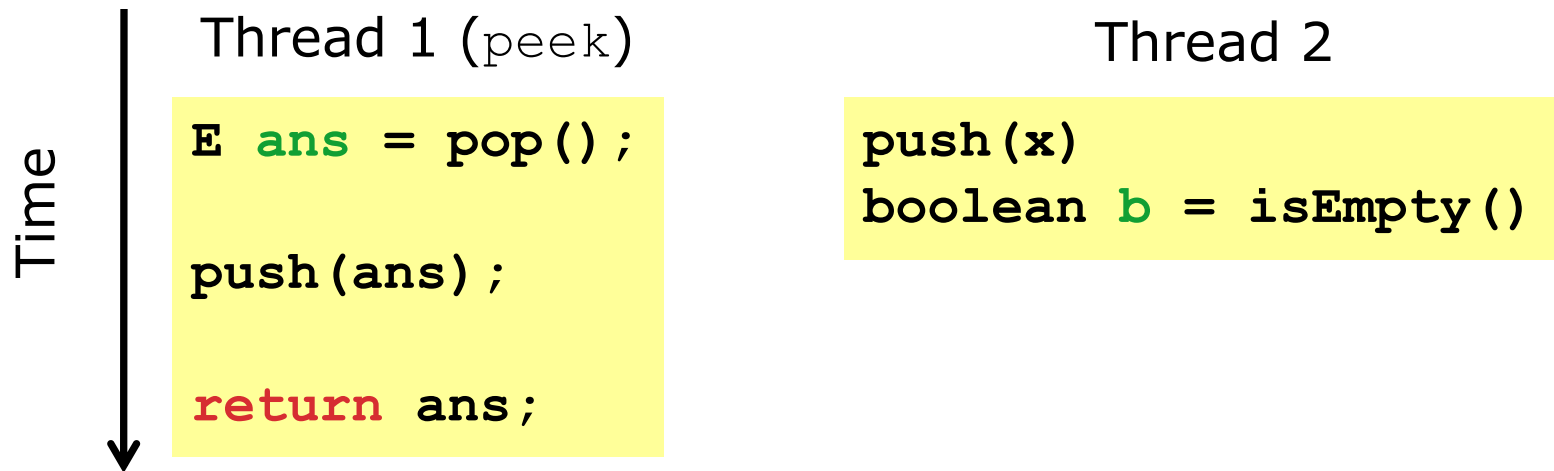 Time
Thread 1 (peek)
E ans = pop();
push(ans);
return ans;
Thread 2
push(x)
boolean b = isEmpty()